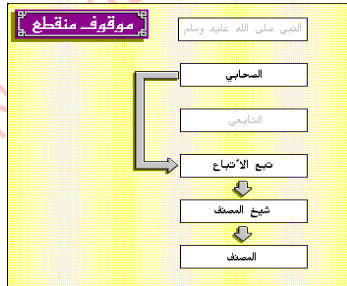 موقوف منقطع
النبي صلى الله عليه وسلم
الصحابي
التابعي
تبع الأتباع
شيخ المصنف
المصنف